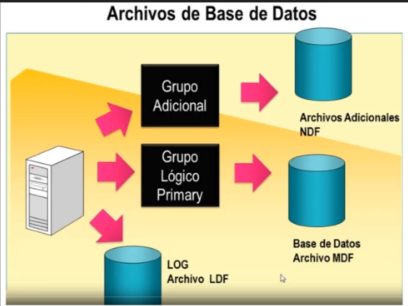 Archivos de Base de Datos
Grupo
Adicional
Archivos Adicionales
NDF
Grupo
Lógico
Primary
Base de Datos
Archivo MDF
LOG
Archivo LDF